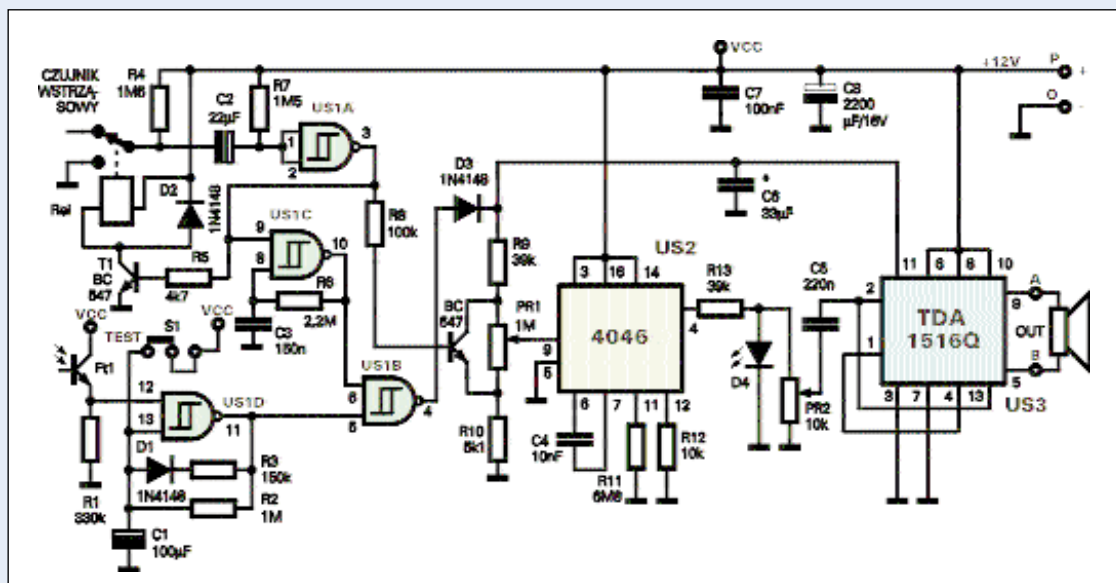 CZUJNIK
WSTRZĄ-
SOWY
R4
1M6
C2
22µF
R7
1M5
US1A
1
2
3
VCC
C7
100nF
C8
2200
µF/16V
+12V
P
+
O
-
Rel
D2
1N4148
T1
BC
547
R5
4k7
US1C
9
8
10
R6
2,2M
C3
150n
R8
100k
D3
1N4148
C6
33µF
+
R9
39k
BC
547
PR1
1M
R10
5k1
US2
3
16
14
4046
9
5
4
6
7
11
12
C4
10nF
R11
6M8
R12
10k
R13
39k
D4
C5
220n
PR2
10k
11
6
8
10
2
1
TDA
1516Q
9
5
3
7
4
13
US3
A
OUT
B
VCC
TEST
S1
VCC
Ft1
12
13
US1D
11
US1B
6
5
4
D1
1N4148
R3
150k
R2
1M
R1
330k
C1
100µF